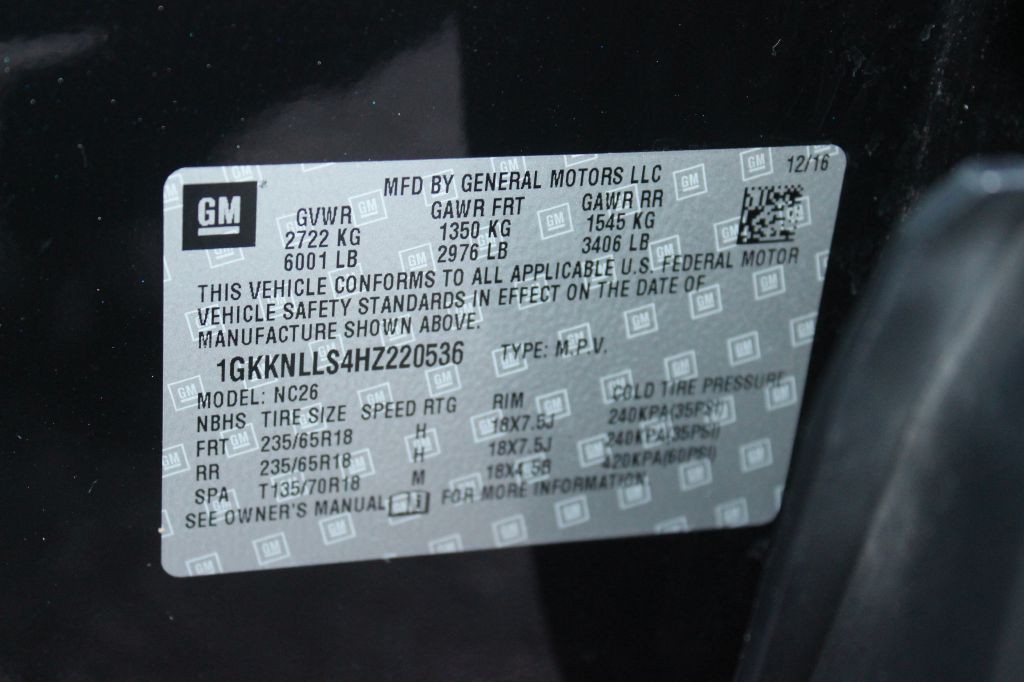 GM
MFD BY GENERAL MOTORS LLC 12/16
GVWR GAWR FRT GAWR RR
2722 KG 1350 KG 1545 KG
6001 LB 2976 LB 3406 LB
THIS VEHICLE CONFORMS TO ALL APPLICABLE U.S. FEDERAL MOTOR
VEHICLE SAFETY STANDARDS IN EFFECT ON THE DATE OF
MANUFACTURE SHOWN ABOVE.
1GKKNLLS4HZ220536 TYPE: M.P.V.
MODEL: NC26
NBHS TIRE SIZE SPEED RTG RIM COLD TIRE PRESSURE
FRT 235/65R18 H 18X7.5J 240KPA(35PSI)
RR 235/65R18 H 18X7.5J 240KPA(35PSI)
SPA T135/70R18 M 18X4.5B 420KPA(60PSI)
SEE OWNER'S MANUAL FOR MORE INFORMATION.